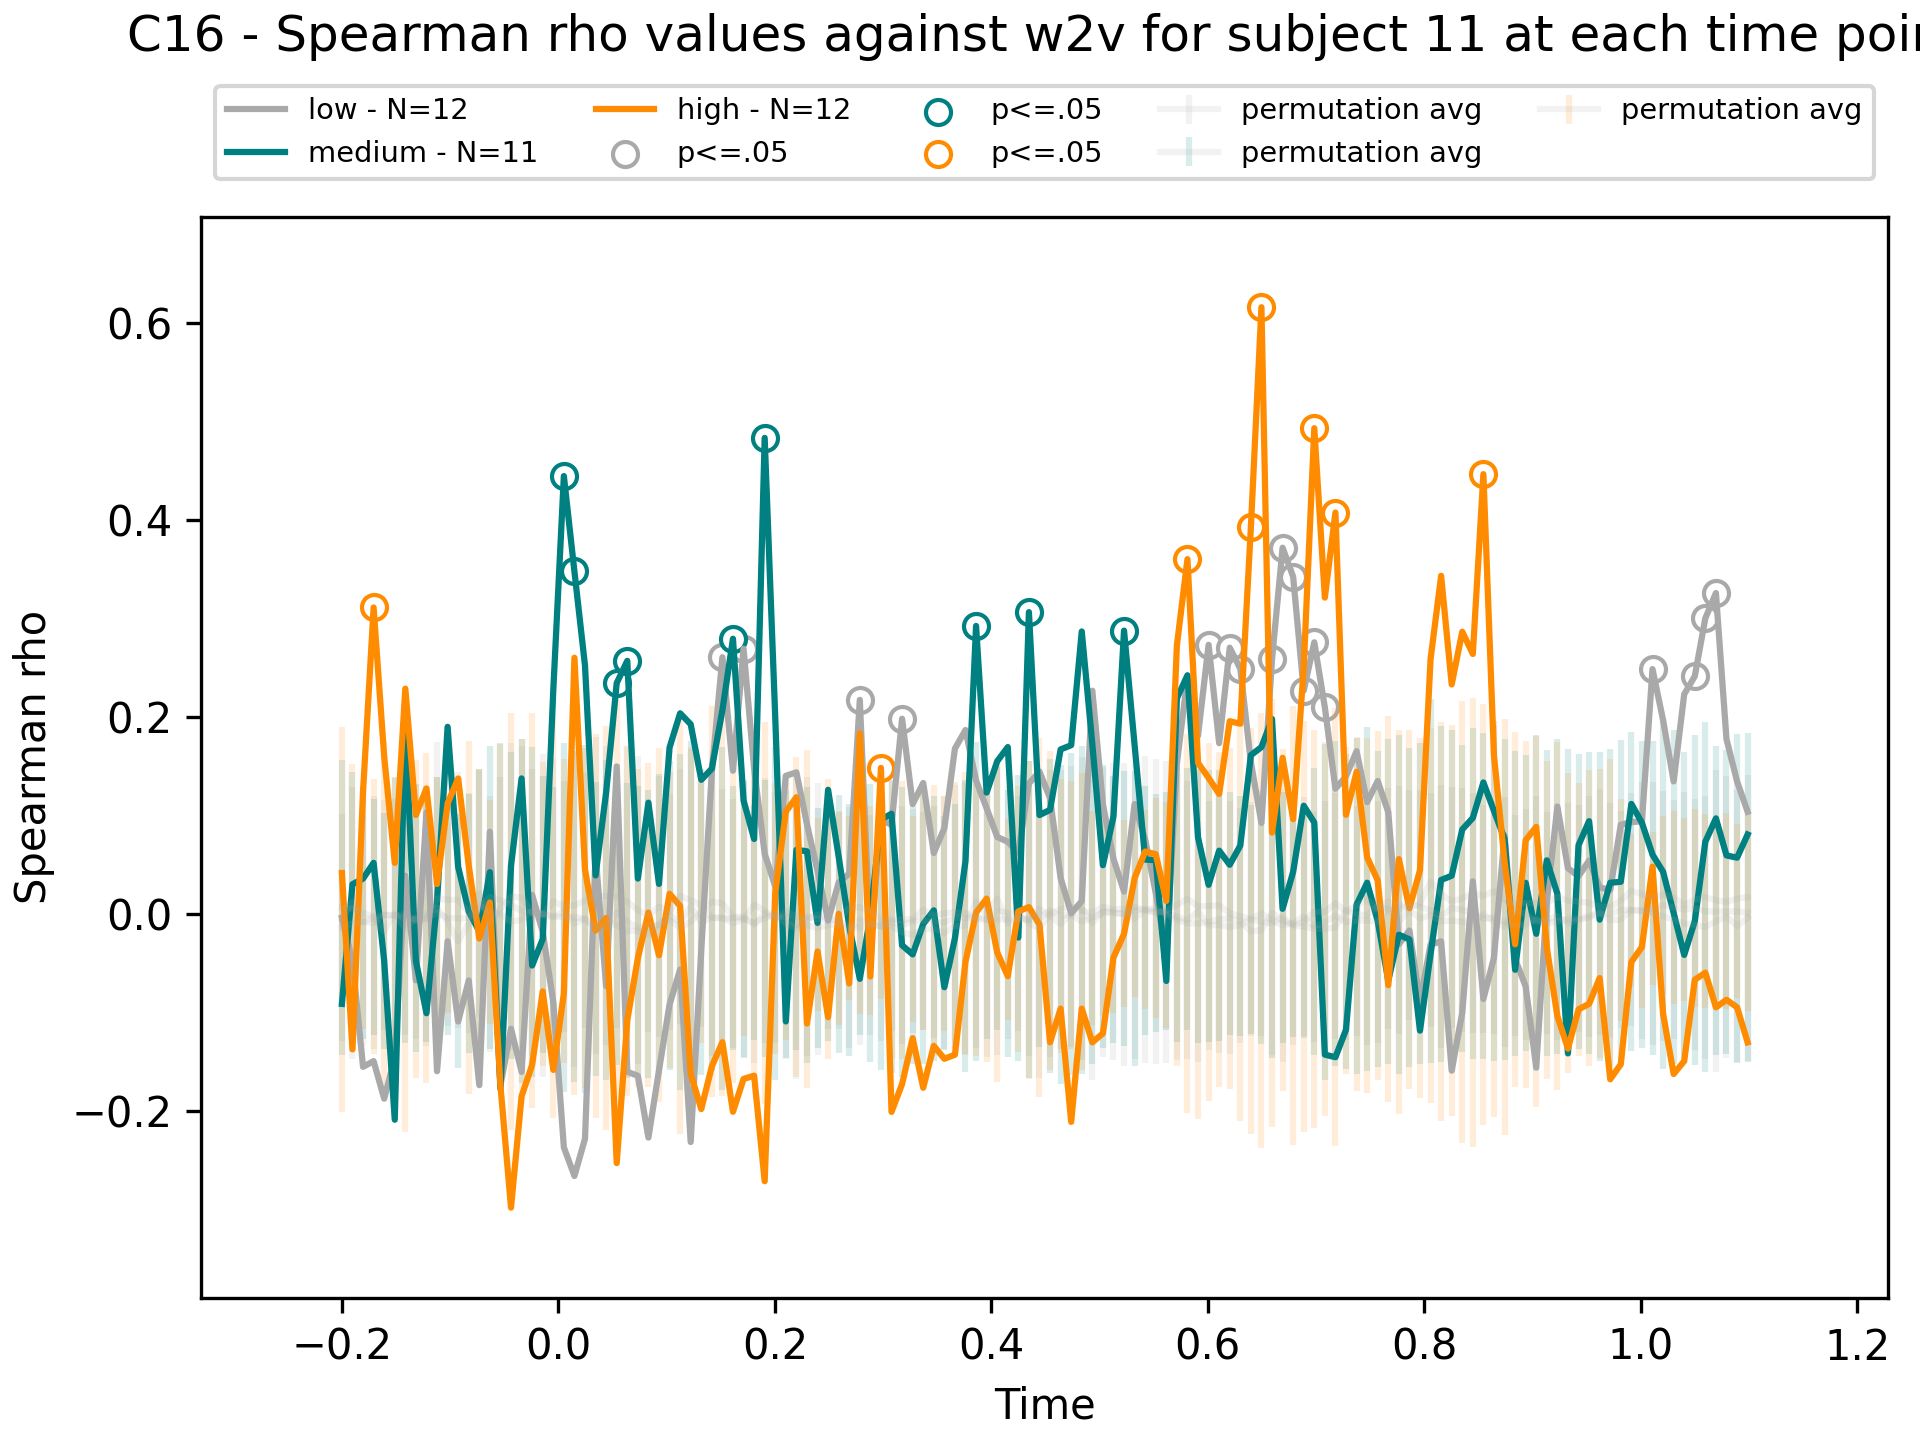 C16 - Spearman rho values against w2v for subject 11 at each time poi
low - N=12 high - N=12 p<=.05 permutation avg permutation avg
medium - N=11 p<=.05 p<=.05 permutation avg
0.6
0.4
0.2
0.0
−0.2
Spearman rho
−0.2 0.0 0.2 0.4 0.6 0.8 1.0 1.2
Time